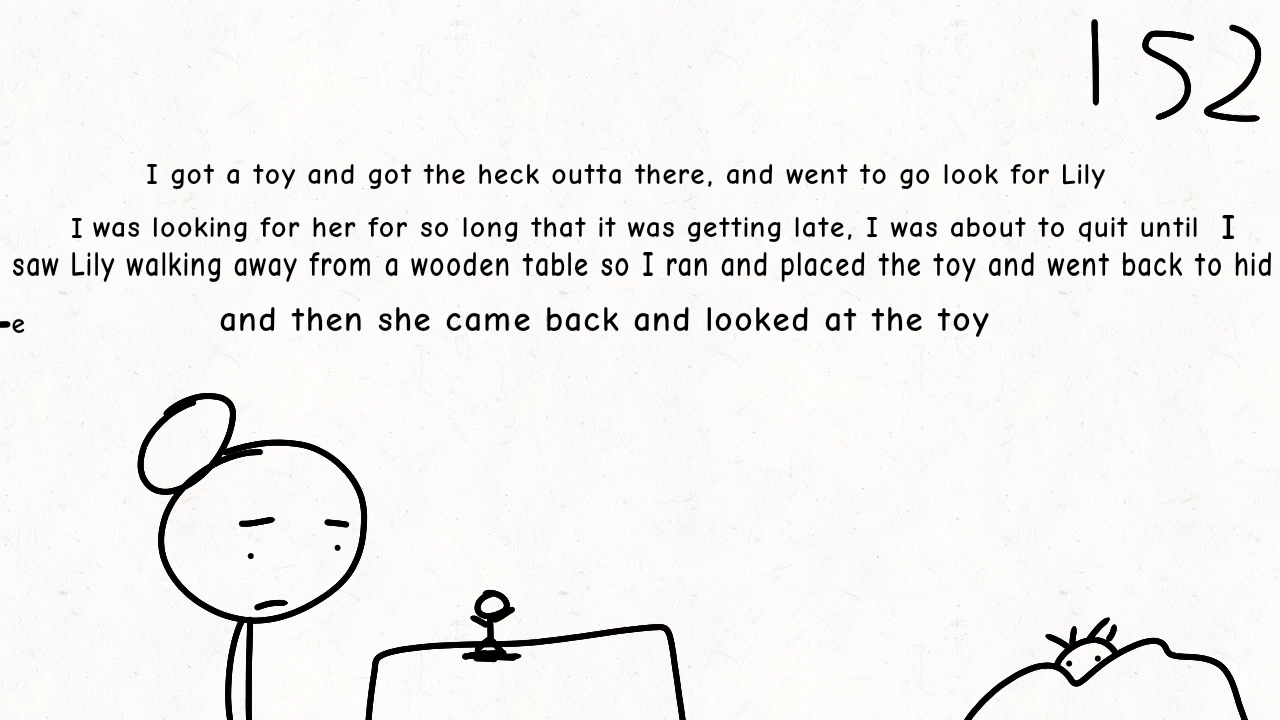 152
I got a toy and got the heck outta there, and went to go look for Lily
I was looking for her for so long that it was getting late, I was about to quit until I
saw Lily walking away from a wooden table so I ran and placed the toy and went back to hid
-e and then she came back and looked at the toy